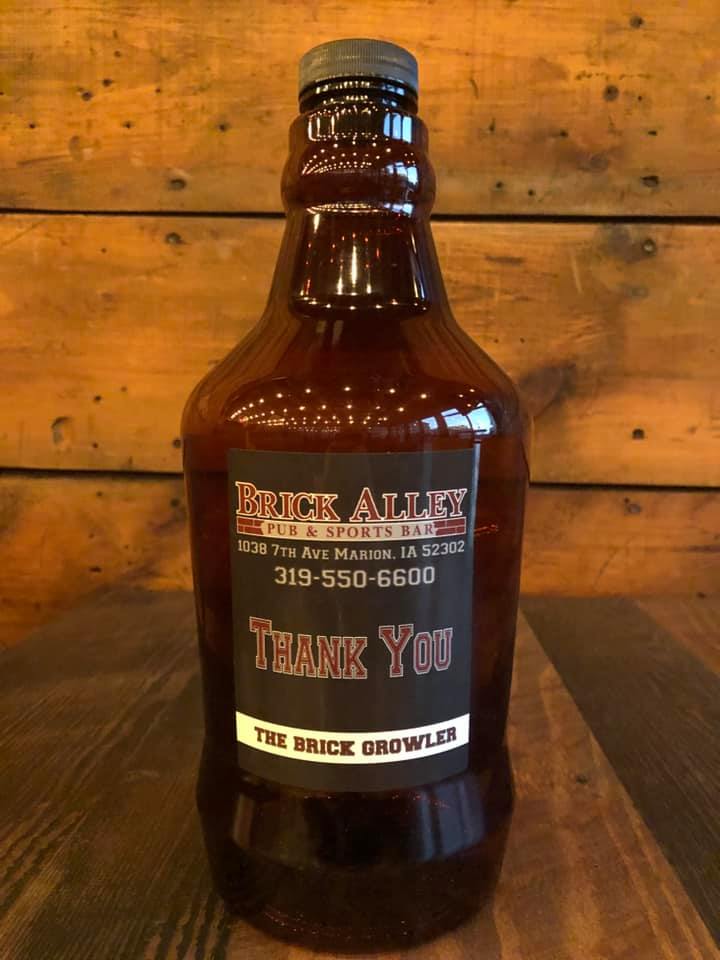 BRICK ALLEY
PUB & SPORTS BAR
1038 7TH AVE MARION, IA 52302
319-550-6600
THANK YOU
THE BRICK GROWLER